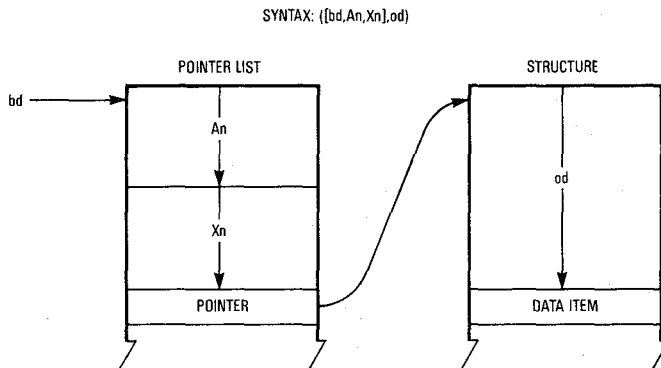 SYNTAX: ([bd,An,Xn],od)
POINTER LIST
STRUCTURE
bd
An
od
Xn
POINTER
DATA ITEM